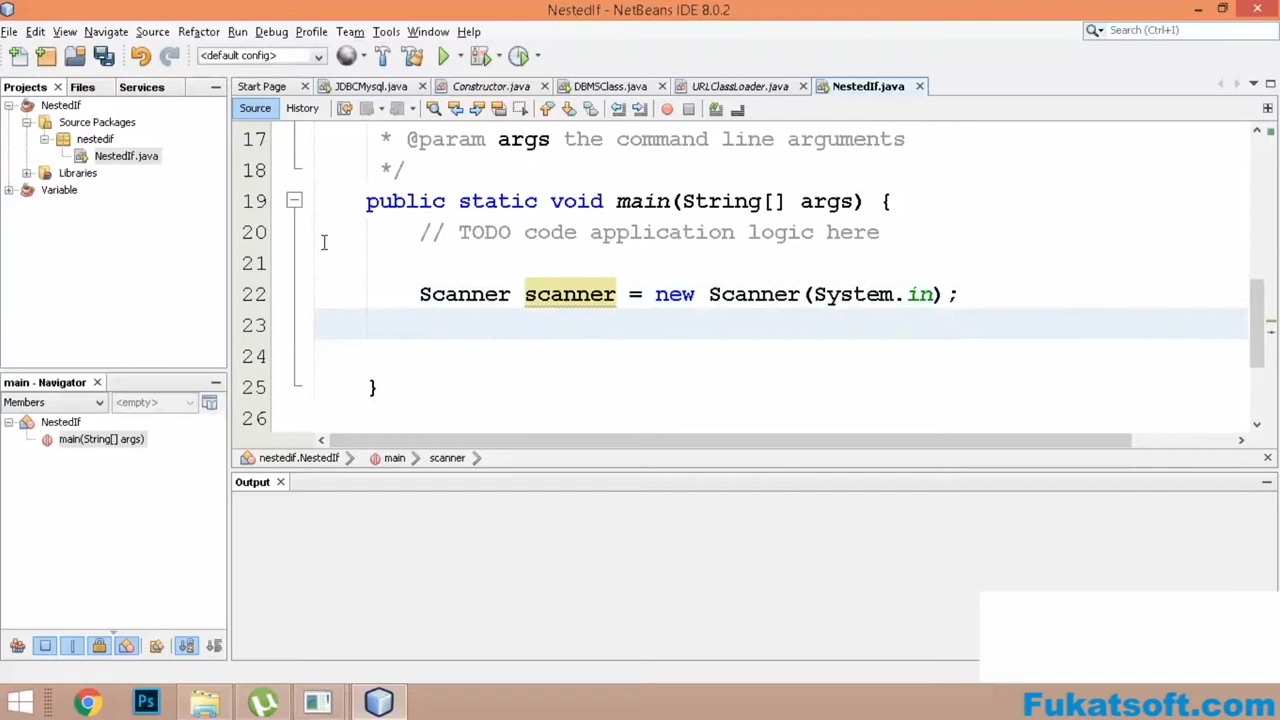 NestedIf - NetBeans IDE 8.0.2
File Edit View Navigate Source Refactor Run Debug Profile Team Tools Window Help
Search (Ctrl+I)
<default config>
Projects Files Services
Start Page JDBCMysql.java Constructor.java DBMSClass.java URLClassLoader.java NestedIf.java
Source History
NestedIf
Source Packages
nestedif
NestedIf.java
Libraries
Variable
17 * @param args the command line arguments
18 */
19 public static void main(String[] args) {
20 // TODO code application logic here
21
22 Scanner scanner = new Scanner(System.in);
23
24
25 }
26
main - Navigator
Members <empty>
NestedIf
main(String[] args)
nestedif.NestedIf main scanner
Output
Ps
Fukatsoft.com